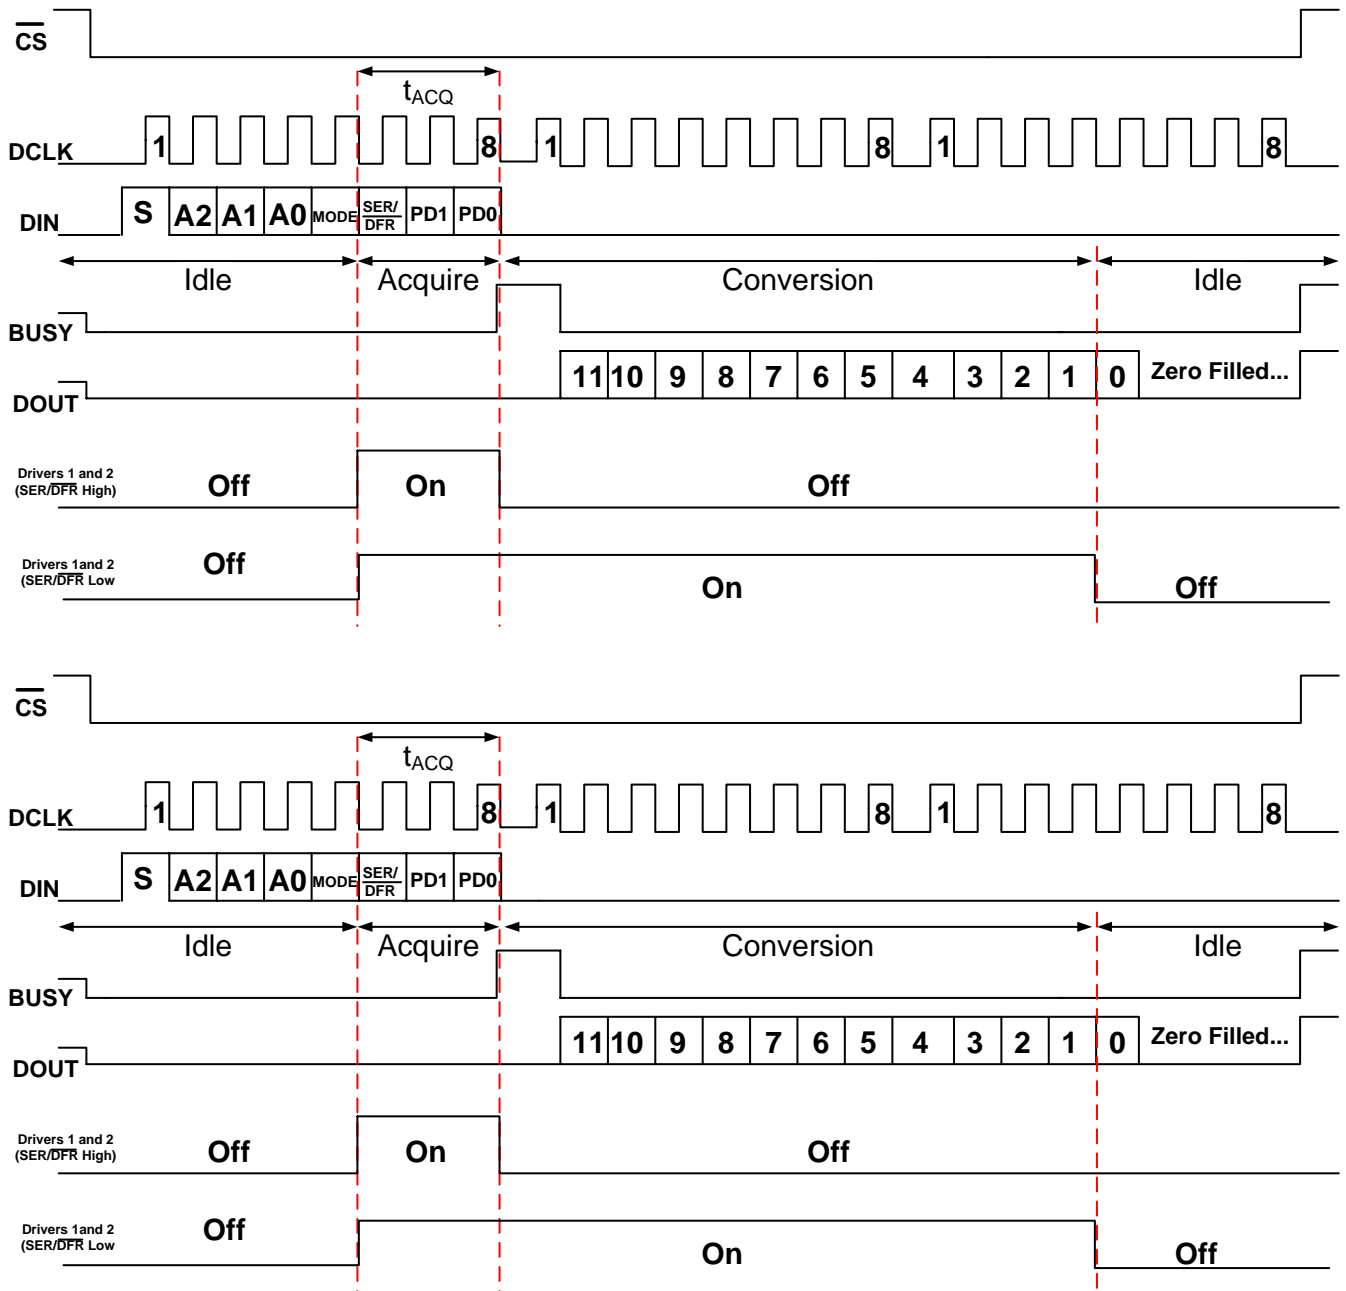 CS
tACQ
DCLK 1 8 1 8 1 8
DIN S A2 A1 A0 MODE SER/DFR PD1 PD0
Idle Acquire Conversion Idle
BUSY
DOUT 11 10 9 8 7 6 5 4 3 2 1 0 Zero Filled...
Drivers 1 and 2
(SER/DFR High) Off On Off
Drivers 1and 2
(SER/DFR Low Off On Off
CS
tACQ
DCLK 1 8 1 8 1 8
DIN S A2 A1 A0 MODE SER/DFR PD1 PD0
Idle Acquire Conversion Idle
BUSY
DOUT 11 10 9 8 7 6 5 4 3 2 1 0 Zero Filled...
Drivers 1 and 2
(SER/DFR High) Off On Off
Drivers 1and 2
(SER/DFR Low Off On Off